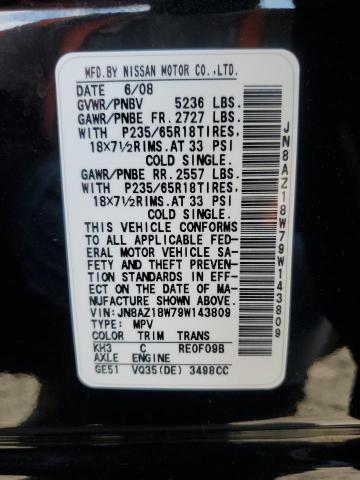 MFD.BY NISSAN MOTOR CO.,LTD.
DATE 6/08
GVWR/PNBV 5236 LBS.
GAWR/PNBE FR.2727 LBS.
WITH P235/65R18TIRES,
18×7½RIMS.AT 33 PSI
COLD SINGLE.
GAWR/PNBE RR.2557 LBS.
WITH P235/65R18TIRES,
18×7½RIMS.AT 33 PSI
COLD SINGLE.
THIS VEHICLE CONFORMS
TO ALL APPLICABLE FED-
ERAL MOTOR VEHICLE SA-
FETY AND THEFT PREVEN-
TION STANDARDS IN EFF-
ECT ON THE DATE OF MA-
NUFACTURE SHOWN ABOVE.
VIN:JN8AZ18W79W143809
TYPE: MPV
COLOR TRIM TRANS
KH3 C RE0F09B
AXLE ENGINE
GE51 VQ35(DE) 3498CC
JN8AZ18W79W143809